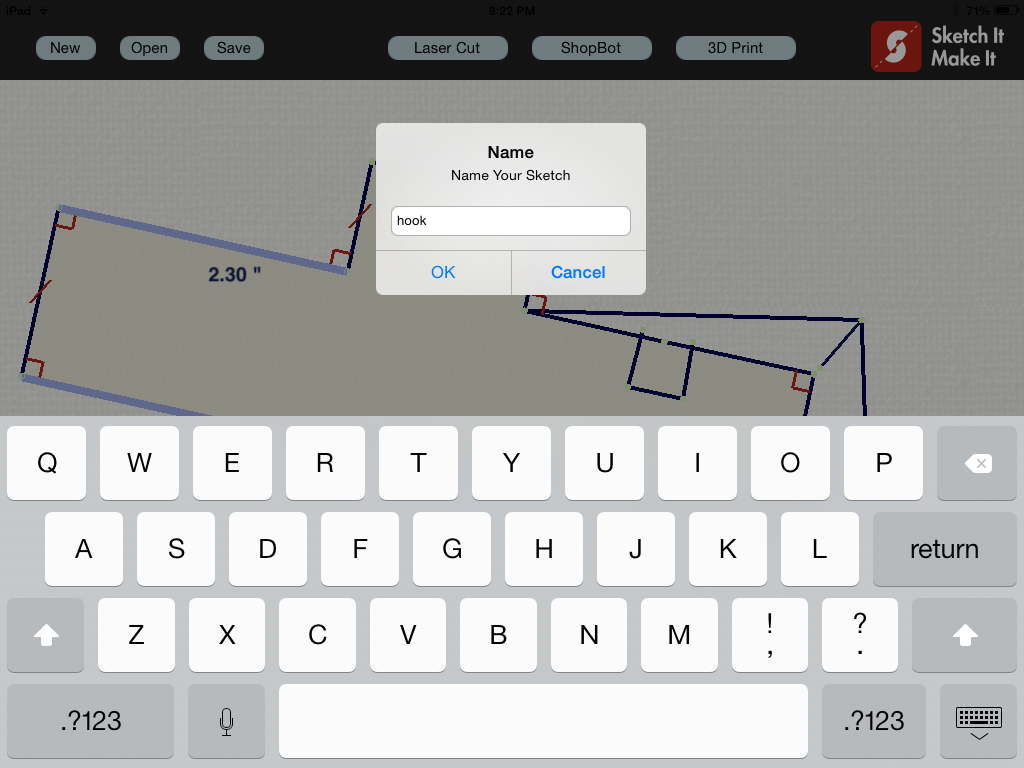 iPad 8:22 PM 71%
New Open Save Laser Cut ShopBot 3D Print
Sketch It
Make It
Name
Name Your Sketch
hook
OK Cancel
2.30 "
Q W E R T Y U I O P
A S D F G H J K L return
Z X C V B N M ! , ? .
.?123 .?123